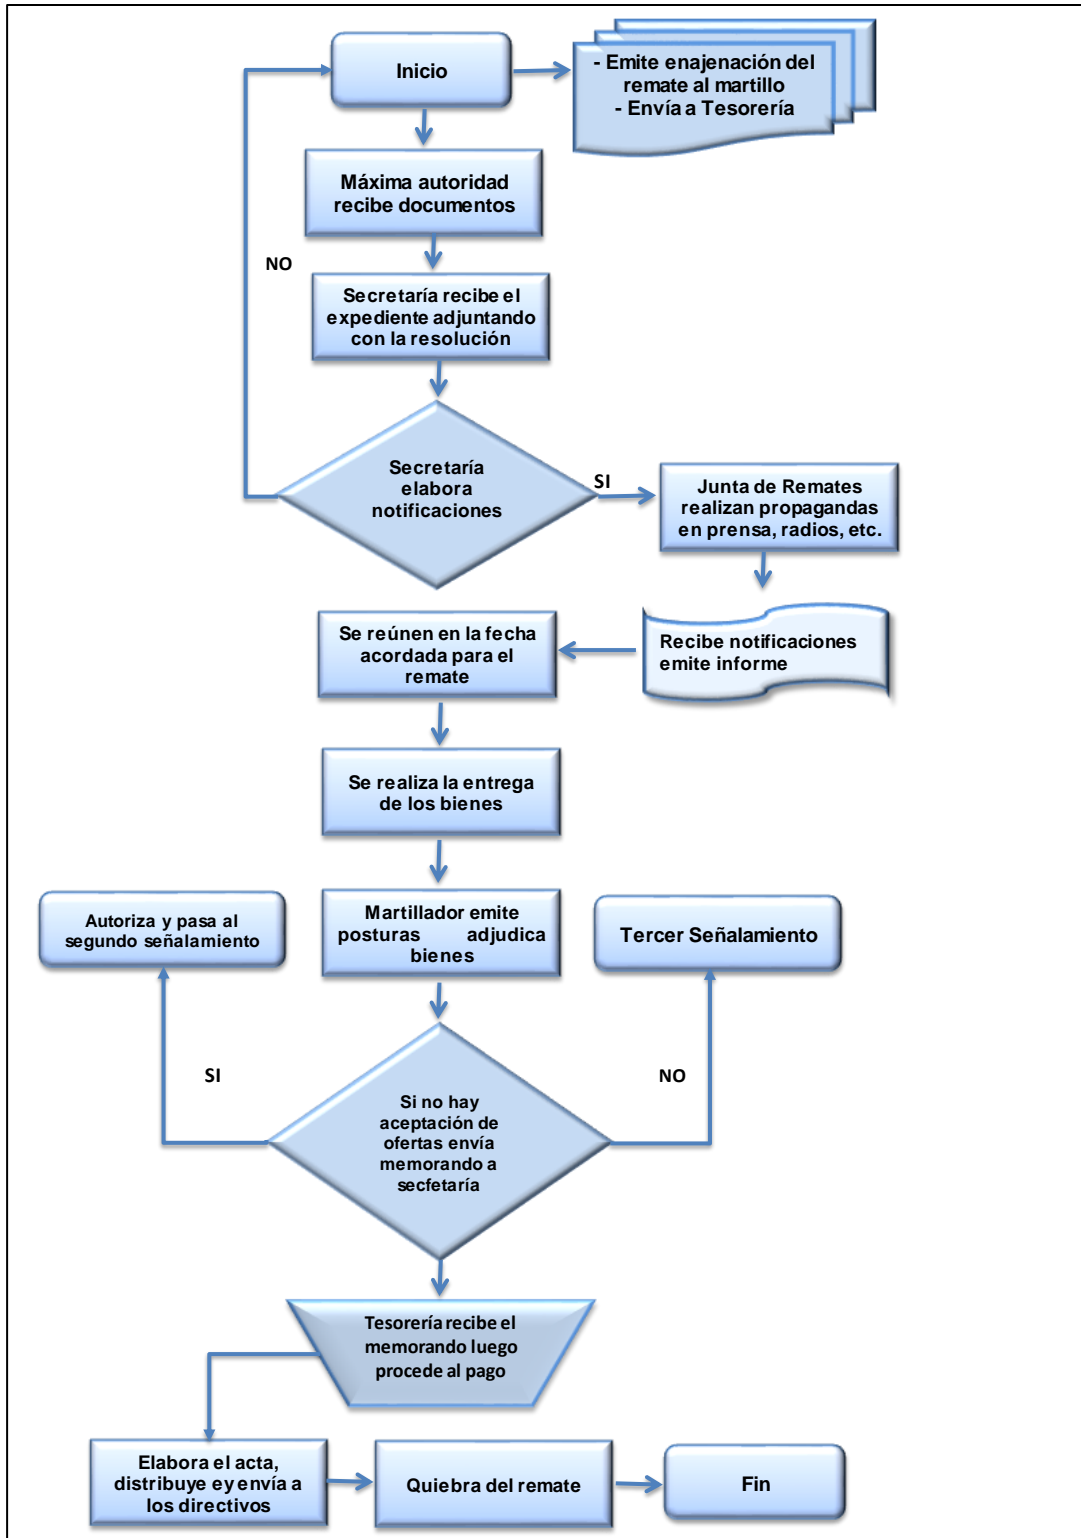 Inicio
- Emite enajenación del
remate al martillo
- Envía a Tesorería
Máxima autoridad
recibe documentos
NO
Secretaría recibe el
expediente adjuntando
con la resolución
Secretaría
elabora
notificaciones
SI
Junta de Remates
realizan propagandas
en prensa, radios, etc.
Se reúnen en la fecha
acordada para el
remate
Recibe notificaciones
emite informe
Se realiza la entrega
de los bienes
Autoriza y pasa al
segundo señalamiento
Martillador emite
posturas adjudica
bienes
Tercer Señalamiento
SI
NO
Si no hay
aceptación de
ofertas envía
memorando a
secfetaría
Tesorería recibe el
memorando luego
procede al pago
Elabora el acta,
distribuye ey envía a
los directivos
Quiebra del remate
Fin